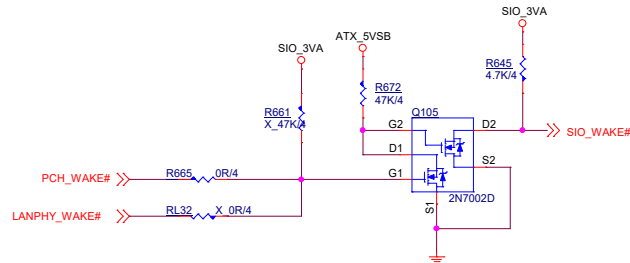 SIO_3VA
ATX_5VSB
SIO_3VA
R661
X_47K/4
R672
47K/4
R645
4.7K/4
Q105
G2
D2
SIO_WAKE#
D1
S2
PCH_WAKE#
R665
0R/4
G1
2N7002D
LANPHY_WAKE#
RL32
X_0R/4
S1